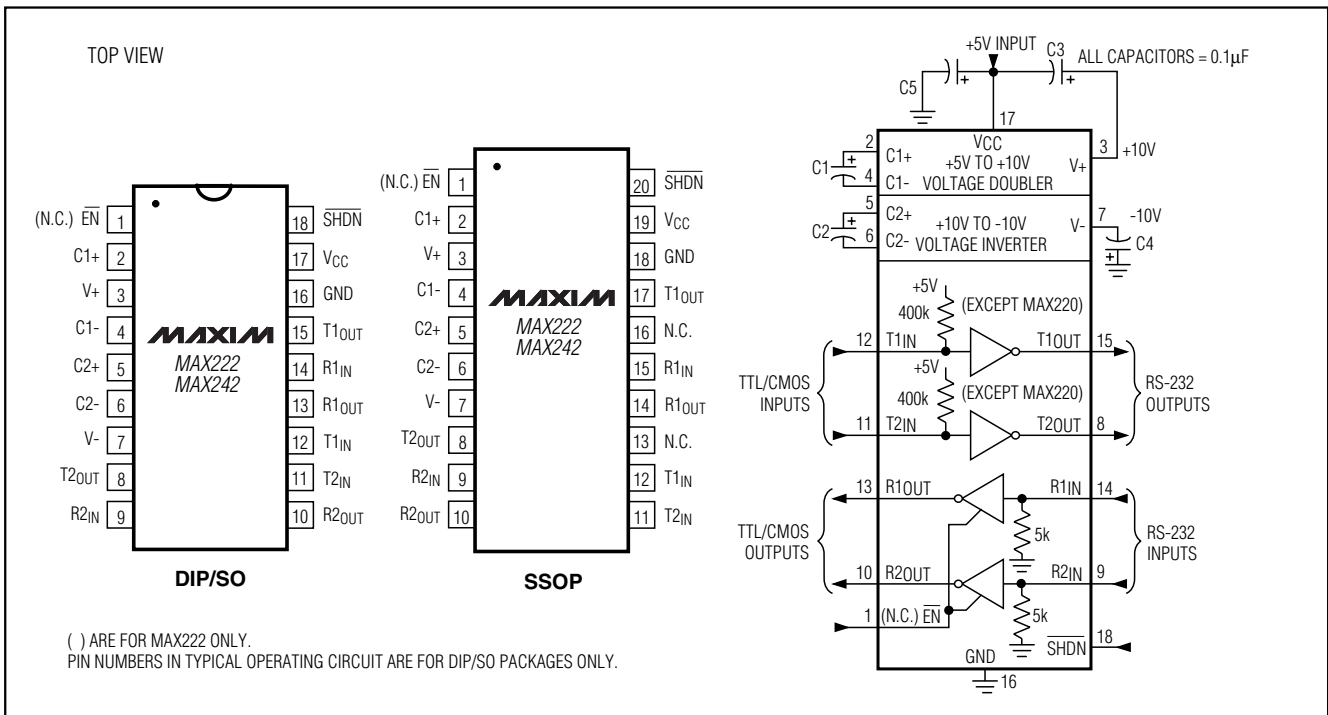 TOP VIEW
DIP/SO
(N.C.) EN 1
C1+ 2
V+ 3
C1- 4
C2+ 5
C2- 6
V- 7
T2OUT 8
R2IN 9
MAXIM
MAX222
MAX242
18 SHDN
17 VCC
16 GND
15 T1OUT
14 R1IN
13 R1OUT
12 T1IN
11 T2IN
10 R2OUT
(N.C.) EN 1
C1+ 2
V+ 3
C1- 4
C2+ 5
C2- 6
V- 7
T2OUT 8
R2IN 9
R2OUT 10
MAXIM
MAX222
MAX242
20 SHDN
19 VCC
18 GND
17 T1OUT
16 N.C.
15 R1IN
14 R1OUT
13 N.C.
12 T1IN
11 T2IN
SSOP
( ) ARE FOR MAX222 ONLY.
PIN NUMBERS IN TYPICAL OPERATING CIRCUIT ARE FOR DIP/SO PACKAGES ONLY.
+5V INPUT
C3
ALL CAPACITORS = 0.1µF
C5
+
+
17
VCC
2
C1+
+5V TO +10V
VOLTAGE DOUBLER
V+
3
+10V
C1
+
4
C1-
5
C2+
+10V TO -10V
VOLTAGE INVERTER
V-
7
-10V
C2
+
6
C2-
C4
+
+5V
400k
(EXCEPT MAX220)
12
T1IN
T1OUT
15
TTL/CMOS
INPUTS
+5V
400k
(EXCEPT MAX220)
RS-232
OUTPUTS
11
T2IN
T2OUT
8
13
R1OUT
R1IN
14
TTL/CMOS
OUTPUTS
5k
RS-232
INPUTS
10
R2OUT
R2IN
9
1
(N.C.) EN
5k
SHDN
18
GND
16